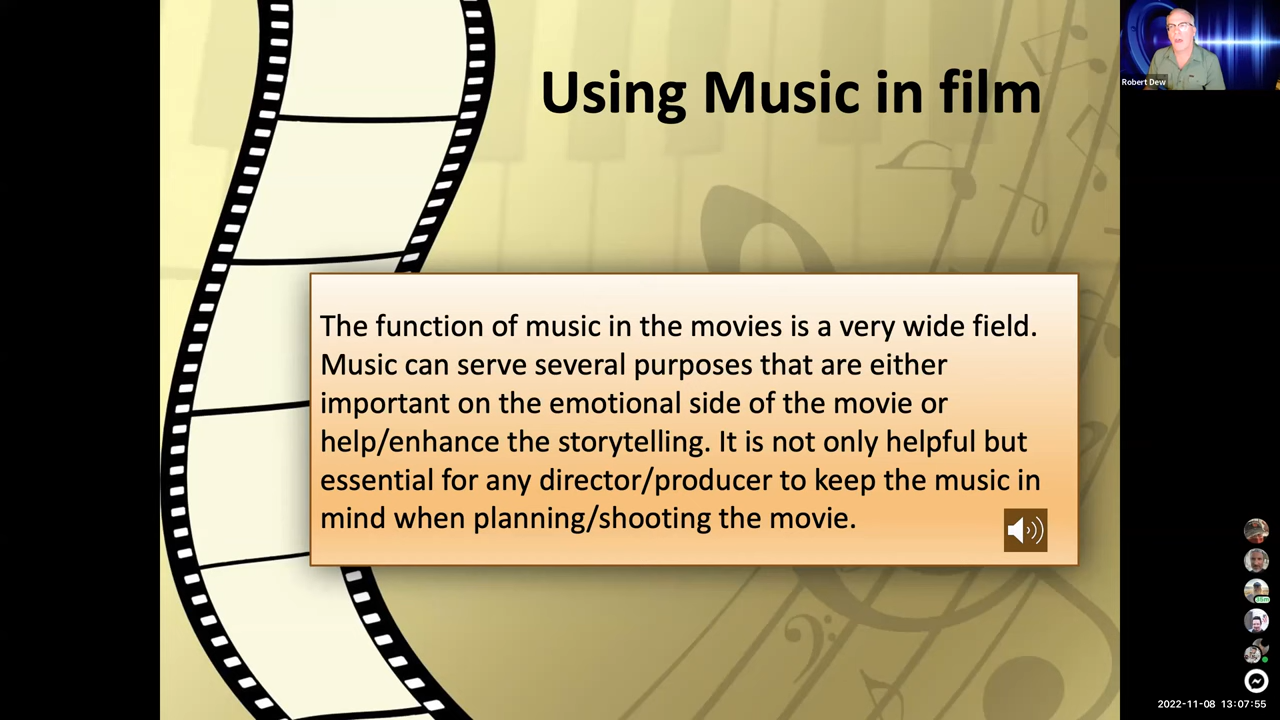 Using Music in film
Robert Dew
The function of music in the movies is a very wide field.
Music can serve several purposes that are either
important on the emotional side of the movie or
help/enhance the storytelling. It is not only helpful but
essential for any director/producer to keep the music in
mind when planning/shooting the movie.
2022-11-08 13:07:55